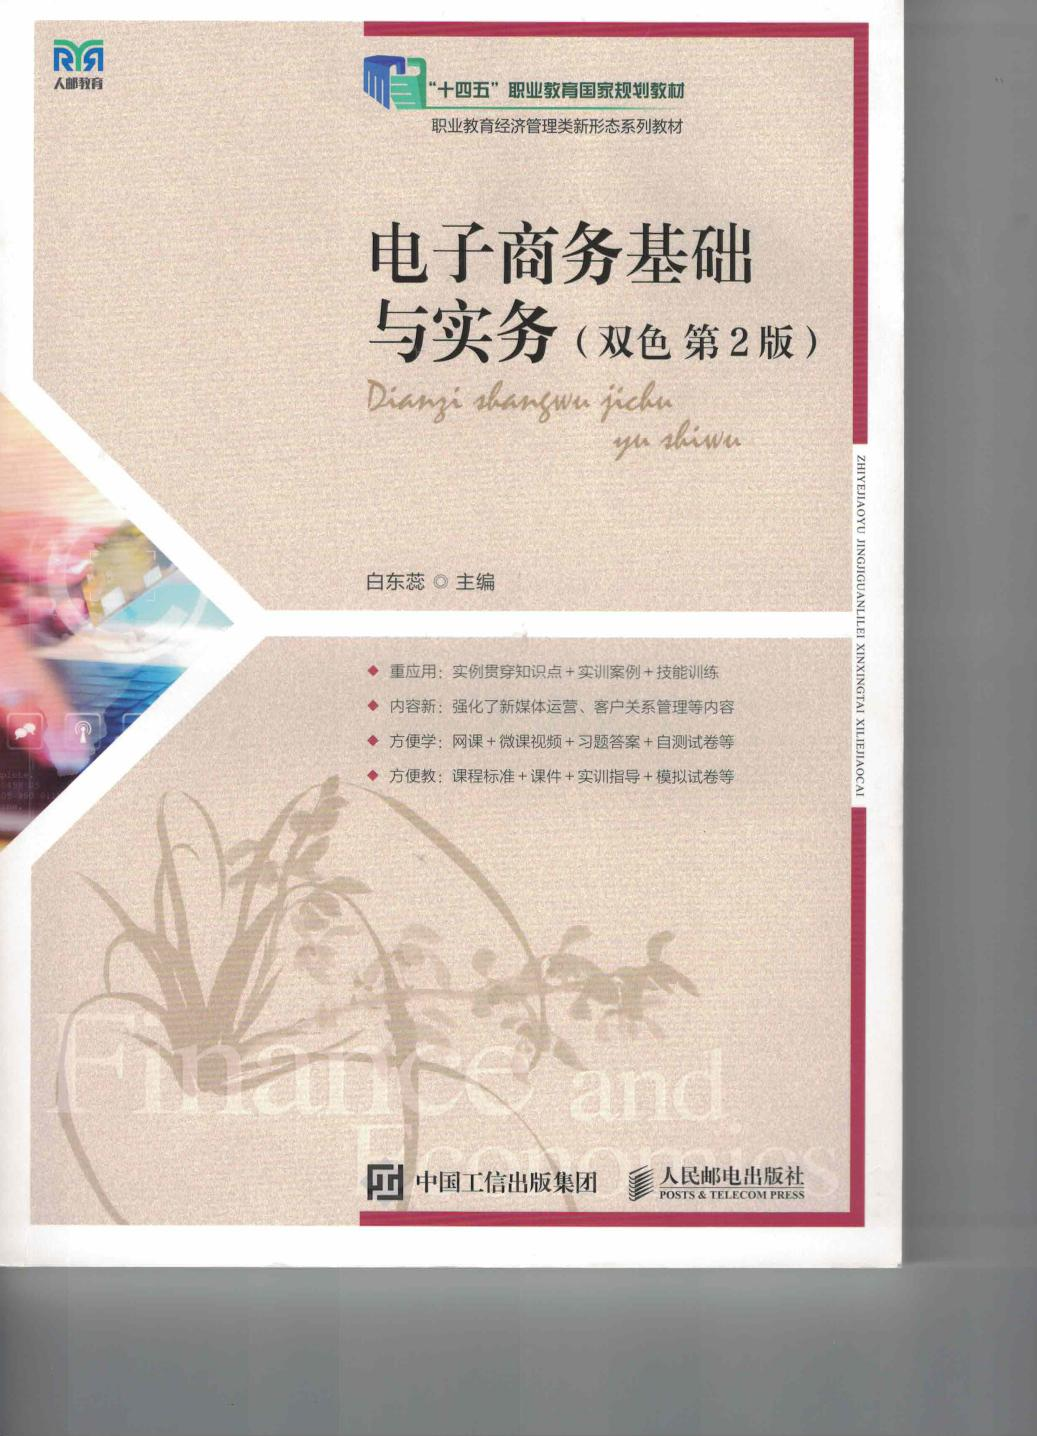 人邮教育
“十四五”职业教育国家规划教材
职业教育经济管理类新形态系列教材
电子商务基础
与实务（双色 第2版）
Dianzi shangwu jichu
yu shiwu
ZHIYEJIAOYU JINGJIGUANLILEI XINXINGTAI XILIEJIAOCAI
白东蕊 ◎ 主编
◆ 重应用：实例贯穿知识点+实训案例+技能训练
◆ 内容新：强化了新媒体运营、客户关系管理等内容
◆ 方便学：网课+微课视频+习题答案+自测试卷等
◆ 方便教：课程标准+课件+实训指导+模拟试卷等
Finance and
Economics
中国工信出版集团
人民邮电出版社
POSTS & TELECOM PRESS